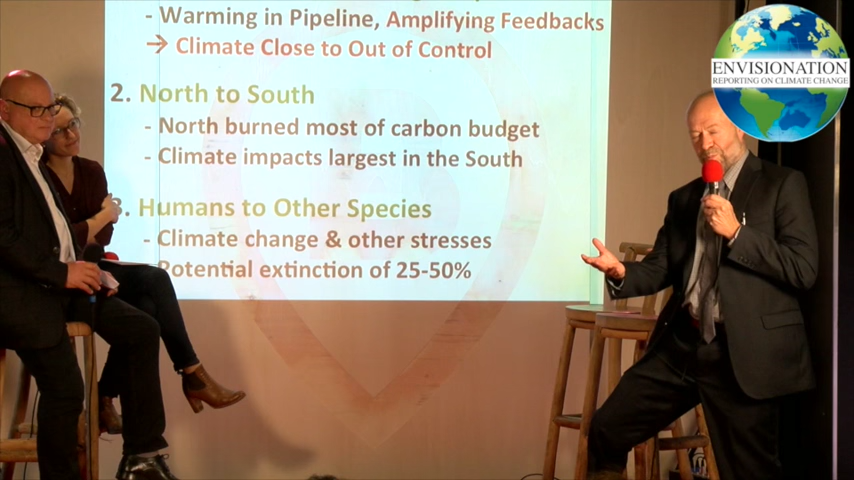 - Warming in Pipeline, Amplifying Feedbacks
→ Climate Close to Out of Control
2. North to South
- North burned most of carbon budget
- Climate impacts largest in the South
3. Humans to Other Species
- Climate change & other stresses
- Potential extinction of 25-50%
ENVISIONATION
REPORTING ON CLIMATE CHANGE